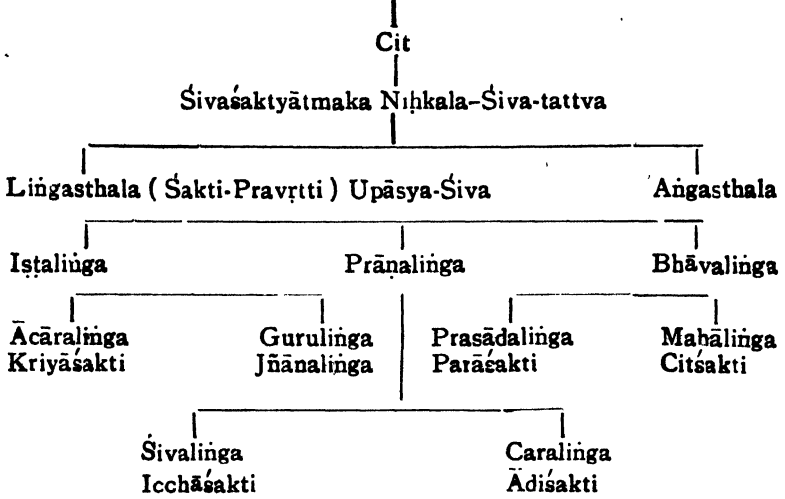 Cit
Śivaśaktyātmaka Niḥkala-Śiva-tattva
Liṅgasthala ( Śakti-Pravṛtti ) Upāsya-Śiva Aṅgasthala
Iṣṭaliṅga Prāṇaliṅga Bhāvaliṅga
Ācāraliṅga Guruliṅga Prasādaliṅga Mahāliṅga
Kriyāśakti Jñānaliṅga Parāśakti Citśakti
Śivaliṅga Caraliṅga
Icchāśakti Ādiśakti